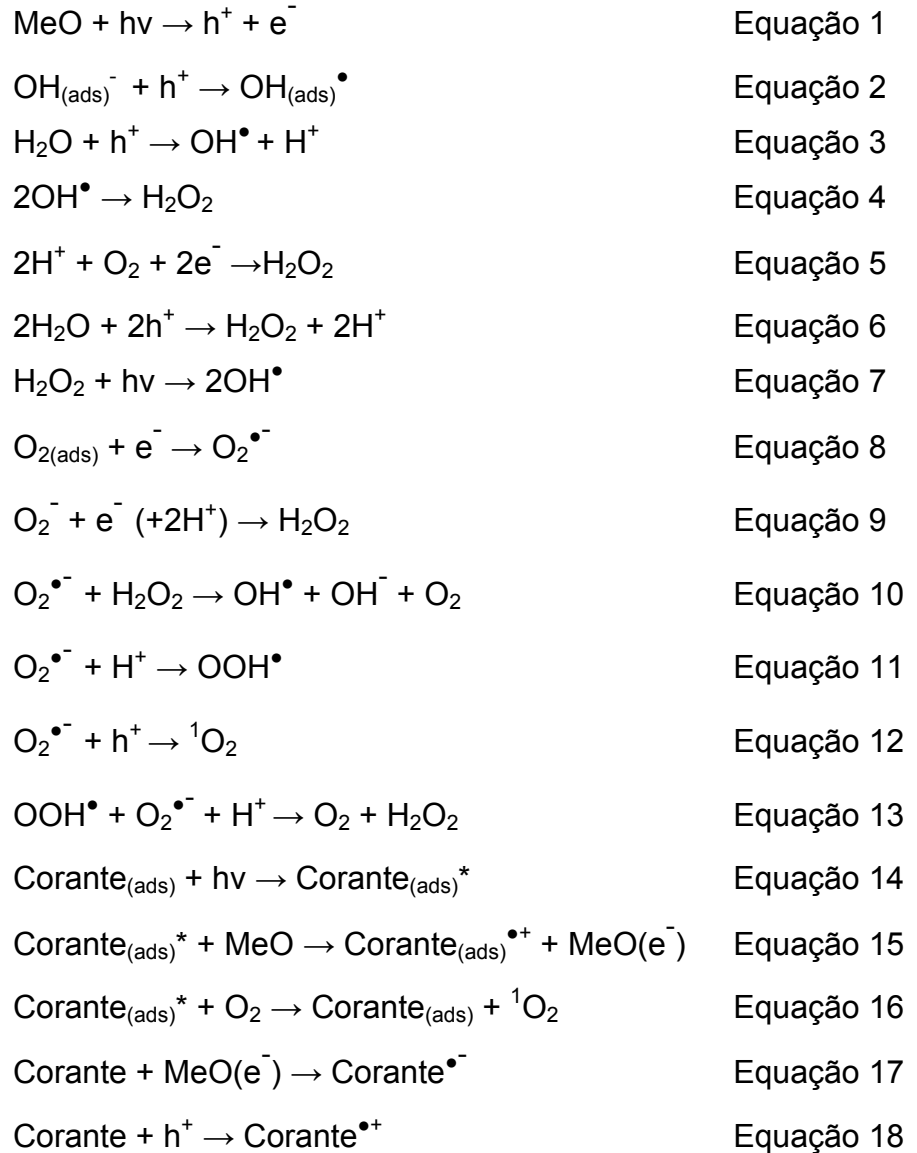 MeO + hv → h⁺ + e⁻ Equação 1
OH₍ads₎⁻ + h⁺ → OH₍ads₎• Equação 2
H₂O + h⁺ → OH• + H⁺ Equação 3
2OH• → H₂O₂ Equação 4
2H⁺ + O₂ + 2e⁻ →H₂O₂ Equação 5
2H₂O + 2h⁺ → H₂O₂ + 2H⁺ Equação 6
H₂O₂ + hv → 2OH• Equação 7
O₂(ads) + e⁻ → O₂•⁻ Equação 8
O₂⁻ + e⁻ (+2H⁺) → H₂O₂ Equação 9
O₂•⁻ + H₂O₂ → OH• + OH⁻ + O₂ Equação 10
O₂•⁻ + H⁺ → OOH• Equação 11
O₂•⁻ + h⁺ → ¹O₂ Equação 12
OOH• + O₂•⁻ + H⁺ → O₂ + H₂O₂ Equação 13
Corante(ads) + hv → Corante(ads)* Equação 14
Corante(ads)* + MeO → Corante(ads)•⁺ + MeO(e⁻) Equação 15
Corante(ads)* + O₂ → Corante(ads) + ¹O₂ Equação 16
Corante + MeO(e⁻) → Corante•⁻ Equação 17
Corante + h⁺ → Corante•⁺ Equação 18